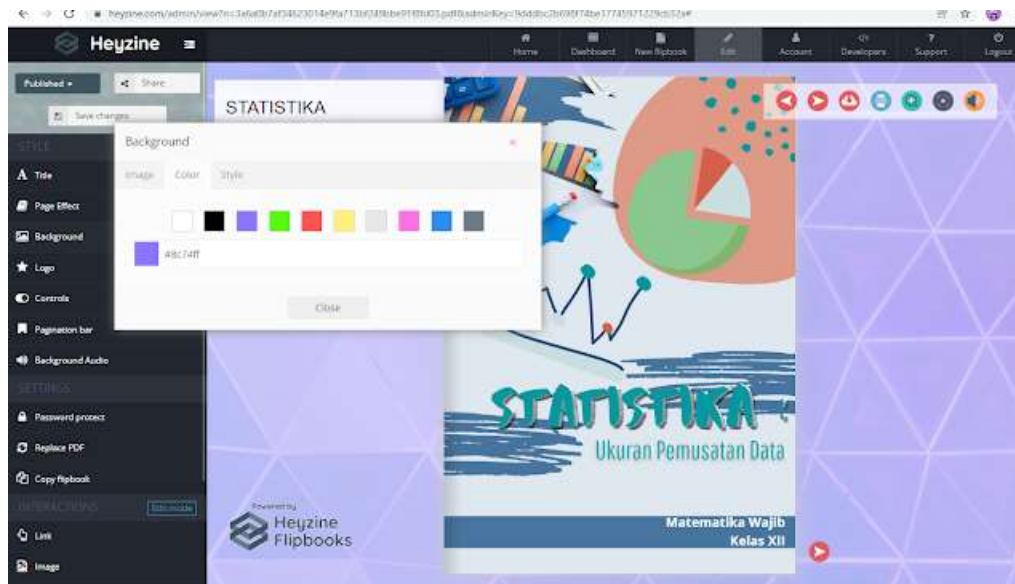 Heyzine
Home
Dashboard
New flipbook
Edit
Account
Developers
Support
Logout
Published
Share
Save changes
STYLE
Title
Page Effect
Background
Logo
Controls
Pagination bar
Background Audio
SETTINGS
Password protect
Replace PDF
Copy flipbook
INTERACTIONS
Edit mode
Link
Image
STATISTIKA
Background
Image
Color
Style
#8c74ff
Close
STATISTIKA
Ukuran Pemusatan Data
Matematika Wajib
Kelas XII
Powered by
Heyzine
Flipbooks